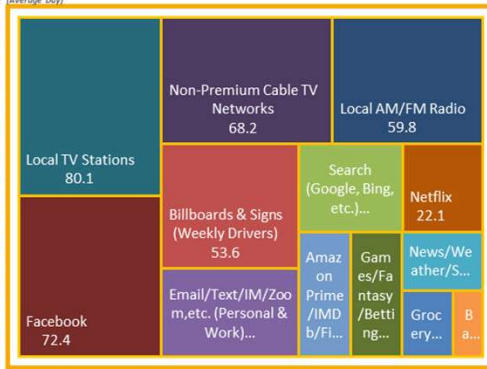 (Average Day)
Local TV Stations
80.1
Facebook
72.4
Non-Premium Cable TV
Networks
68.2
Local AM/FM Radio
59.8
Billboards & Signs
(Weekly Drivers)
53.6
Email/Text/IM/Zoo
m,etc. (Personal &
Work)...
Search
(Google, Bing,
etc.)...
Netflix
22.1
Amaz
on
Prime
/IMD
b/Fi...
Gam
es/Fa
ntasy
/Betti
ng...
News/Wea
ther/S...
Groc
ery...
Ba
...